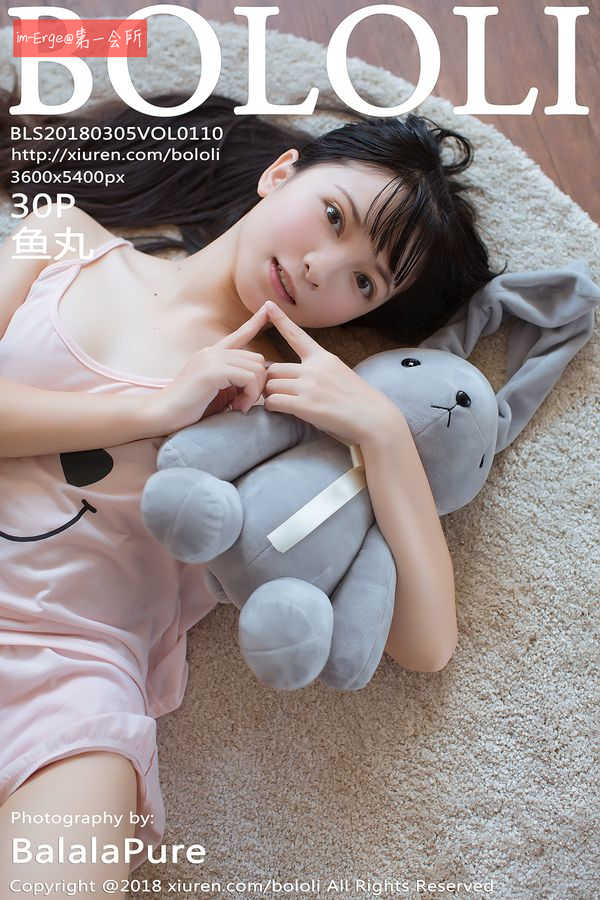 im-Erge@第一会所
BOLOLI
BLS20180305VOL0110
http://xiuren.com/bololi
3600x5400px
30P
鱼丸
Photography by:
BalalaPure
Copyright @2018 xiuren.com/bololi All Rights Reserved